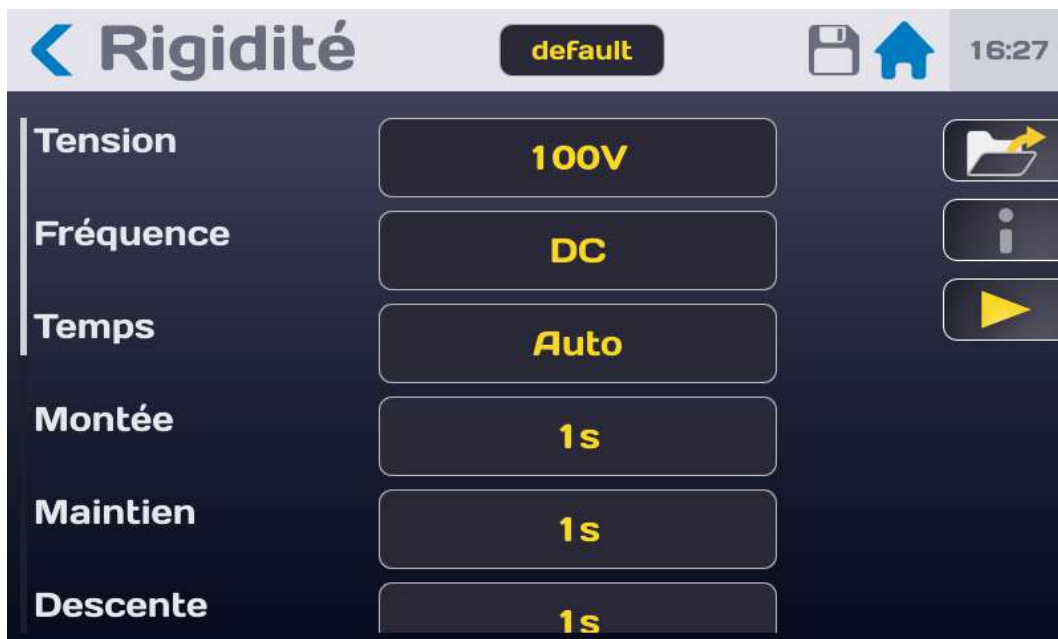 Rigidité
default
16:27
Tension
100V
Fréquence
DC
Temps
Auto
Montée
1s
Maintien
1s
Descente
1s